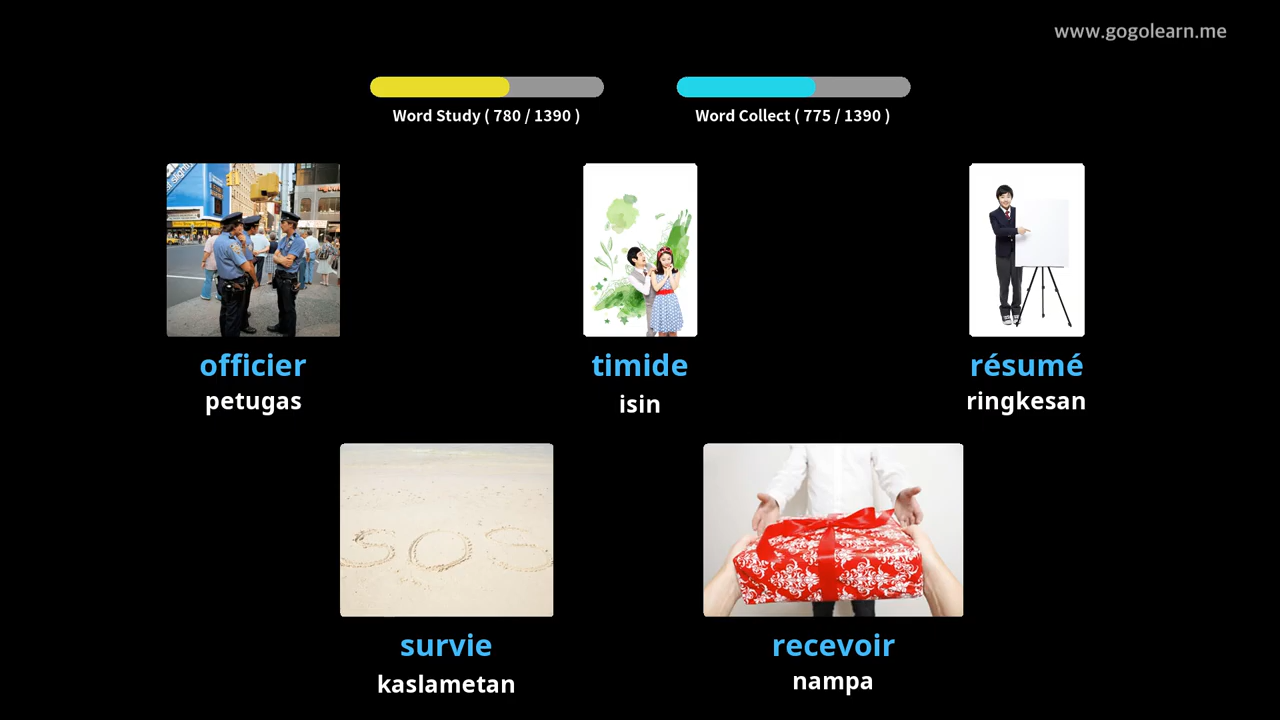 www.gogolearn.me
Word Study ( 780 / 1390 )
Word Collect ( 775 / 1390 )
officier
petugas
timide
isin
résumé
ringkesan
SOS
survie
kaslametan
recevoir
nampa